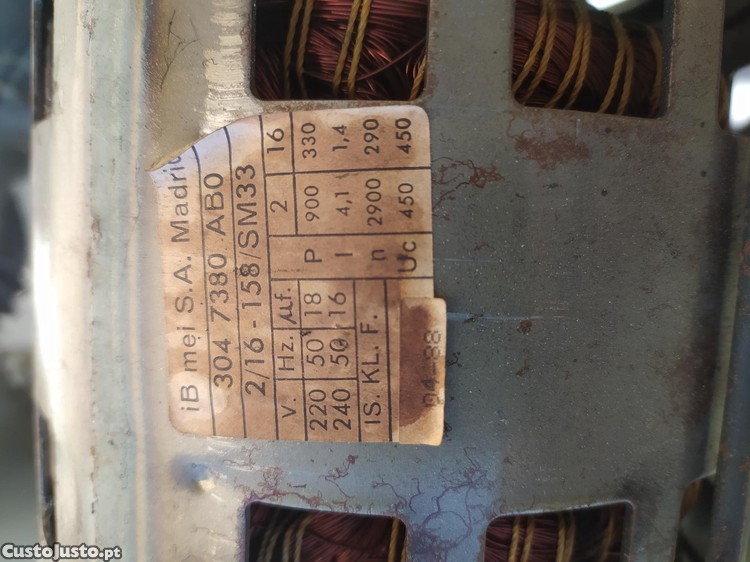 iB mei S.A. Madrid
304 7380 AB0
2/16-158/SM33
V. Hz. µf. 2 16
220 50 18 P 900 330
240 50 16 I 4,1 1,4
IS. KL. F. n 2900 290
04-88 Uc 450 450
CustoJusto.pt